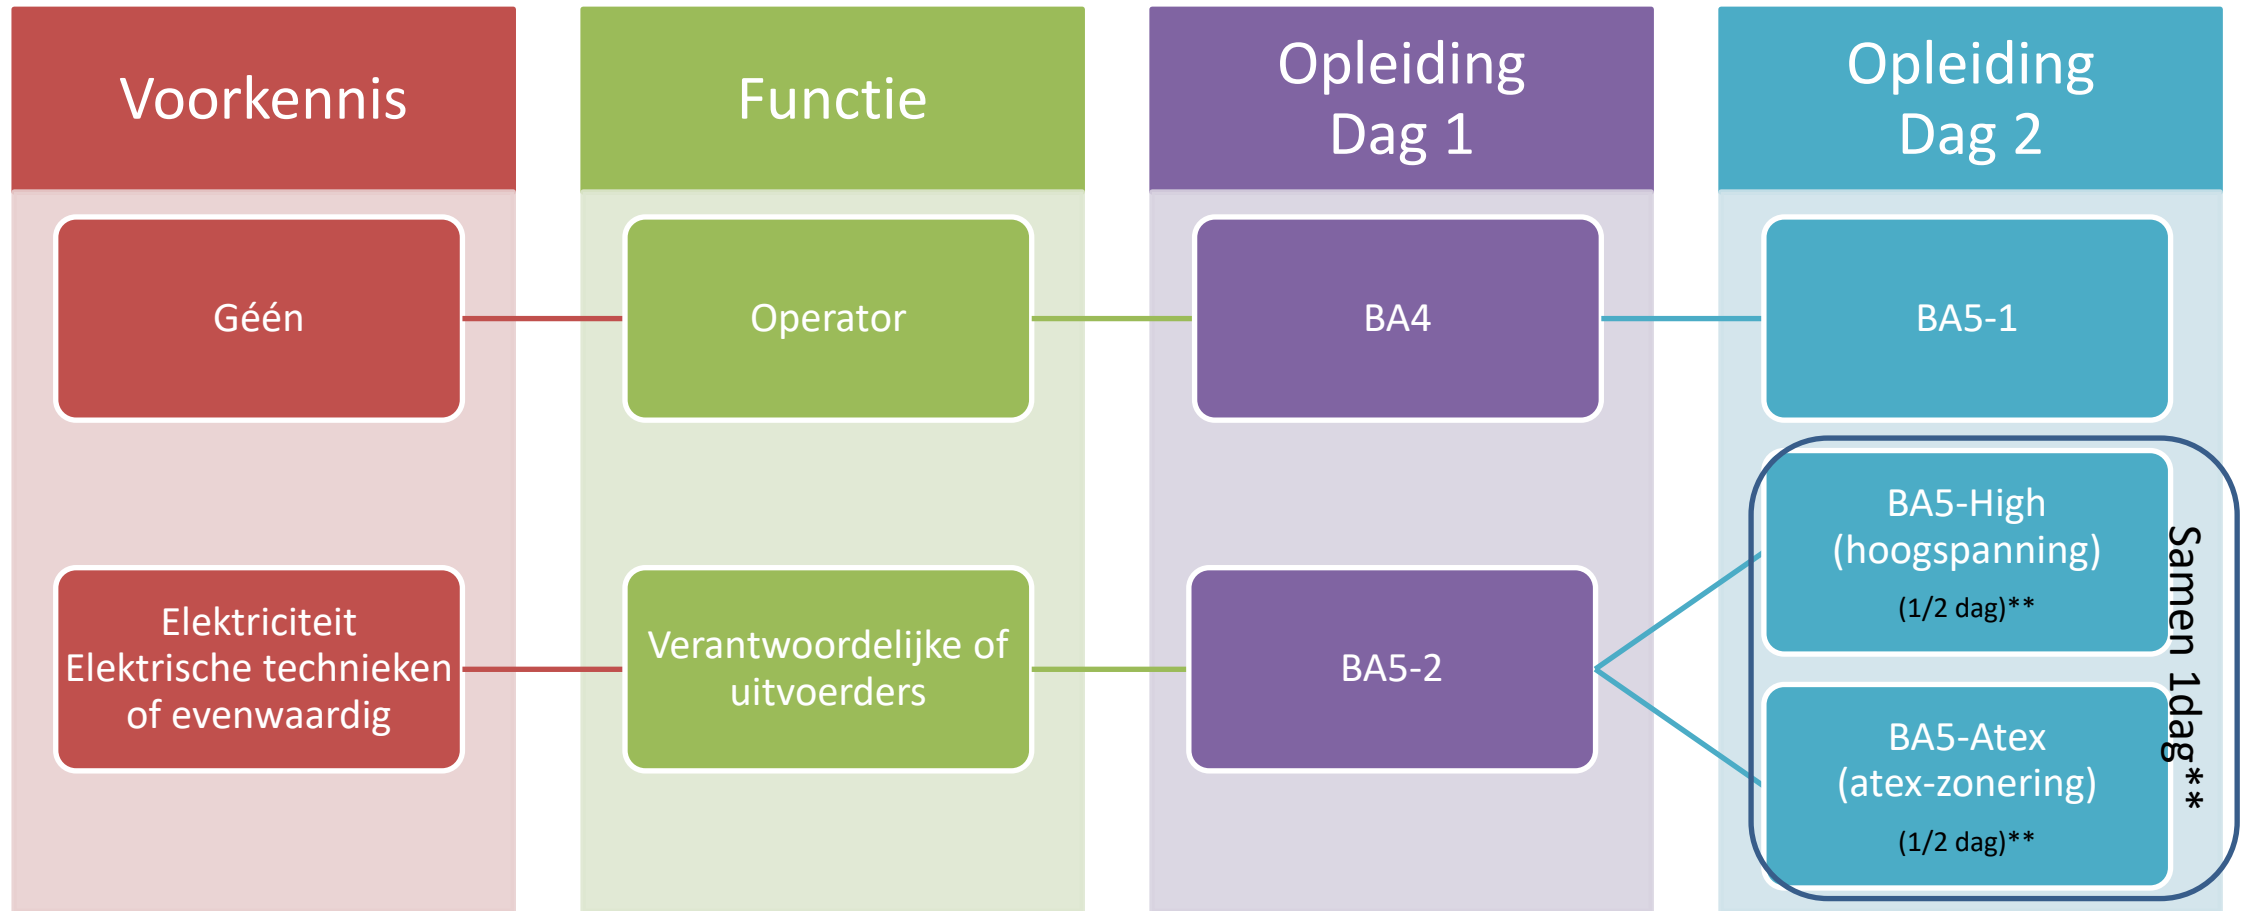 Voorkennis
Functie
Opleiding
Dag 1
Opleiding
Dag 2
Géén
Operator
BA4
BA5-1
Elektriciteit
Elektrische technieken
of evenwaardig
Verantwoordelijke of
uitvoerders
BA5-2
BA5-High
(hoogspanning)
(1/2 dag)**
BA5-Atex
(atex-zonering)
(1/2 dag)**
Samen 1dag**